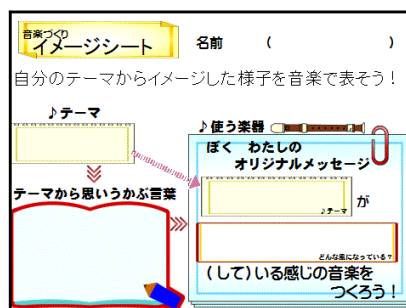 音楽づくり
イメージシート
名前 ( )
自分のテーマからイメージした様子を音楽で表そう！
♪テーマ
♪使う楽器
ぼく わたしの
オリジナルメッセージ
♪テーマ
が
テーマから思いうかぶ言葉
どんな風になっている？
(して)いる感じの音楽を
つくろう！